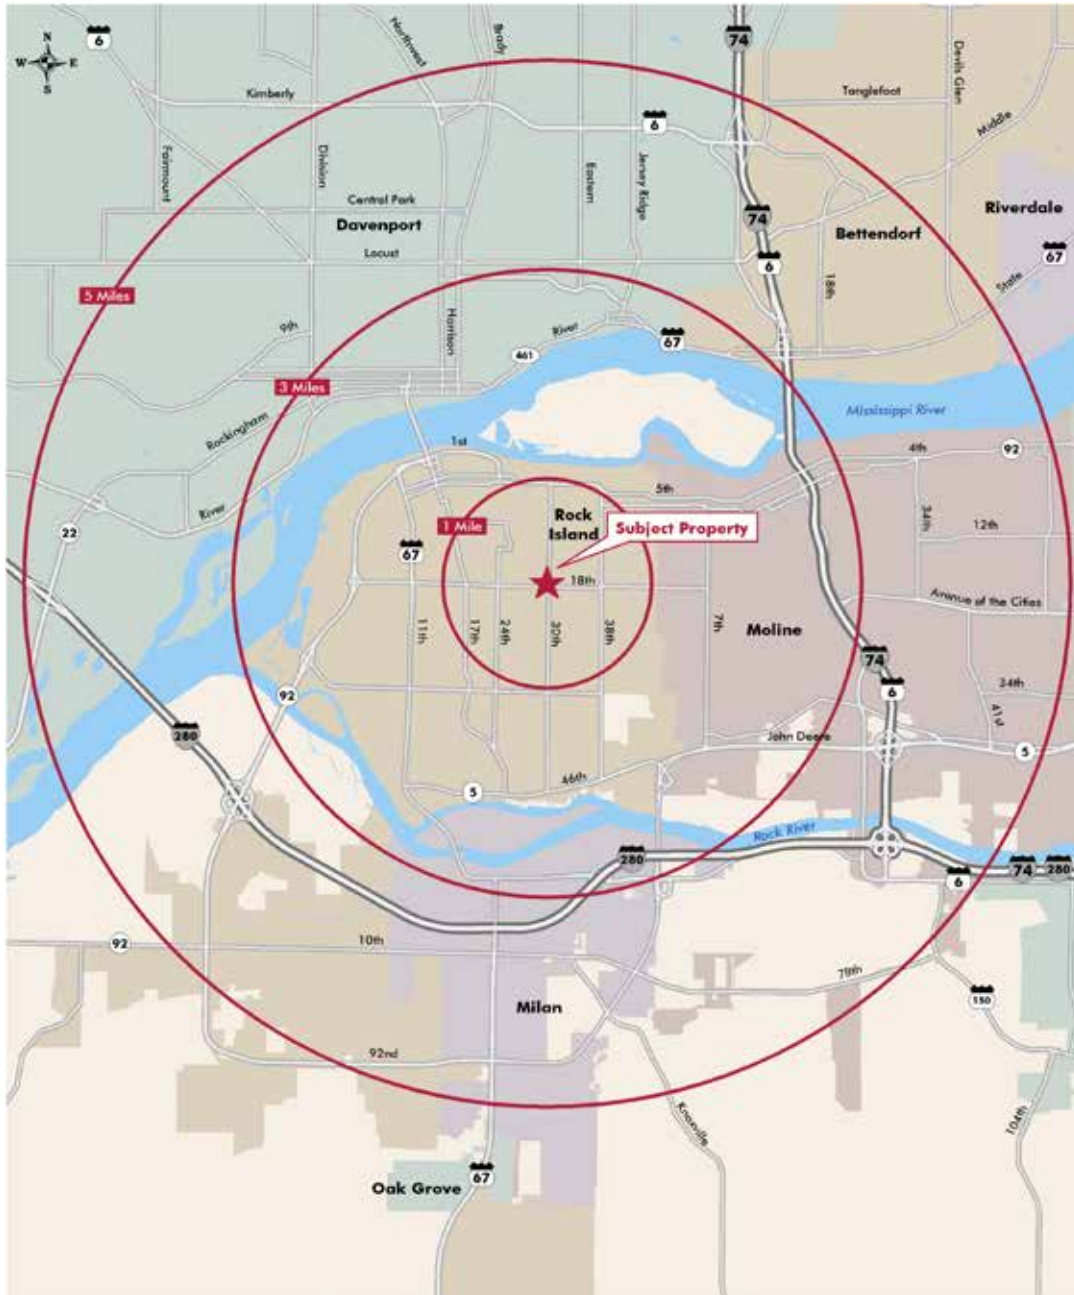 N
W E
S
6
Northwest
Brady
74
Devils Glen
Kimberly
Tanglefoot
6
Middle
Fairmount
Division
Eastern
Jersey Ridge
Central Park
Davenport
74
Riverdale
Bettendorf
Locust
6
67
5 Miles
18th
State
9th
Harrison
River
461
67
3 Miles
Mississippi River
Rockingham
1st
4th
92
5th
River
22
1 Mile
Rock
Island
Subject Property
34th
12th
67
18th
Avenue of the Cities
11th
17th
24th
30th
38th
7th
Moline
74
34th
92
6
41st
280
John Deere
5
46th
5
Rock River
280
6
74
280
92
10th
78th
150
Milan
92nd
Knoxville
104th
Oak Grove
67